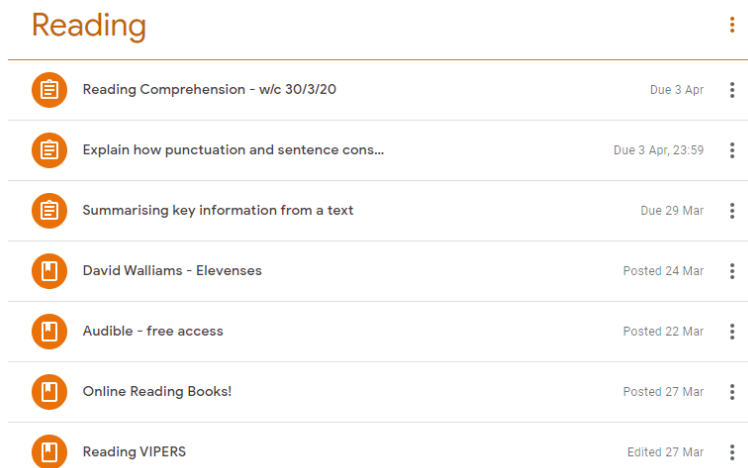 Reading
Reading Comprehension - w/c 30/3/20 Due 3 Apr
Explain how punctuation and sentence cons... Due 3 Apr, 23:59
Summarising key information from a text Due 29 Mar
David Walliams - Elevenses Posted 24 Mar
Audible - free access Posted 22 Mar
Online Reading Books! Posted 27 Mar
Reading VIPERS Edited 27 Mar